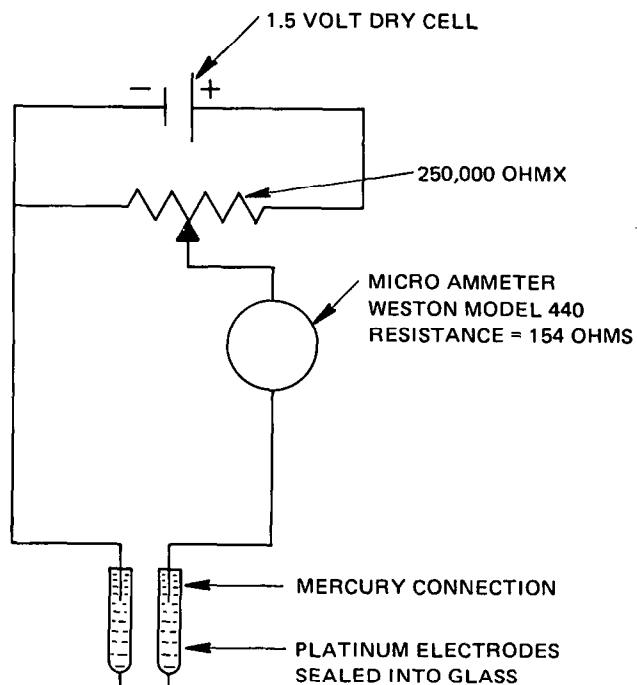 1.5 VOLT DRY CELL
− +
250,000 OHMX
MICRO AMMETER
WESTON MODEL 440
RESISTANCE = 154 OHMS
MERCURY CONNECTION
PLATINUM ELECTRODES
SEALED INTO GLASS